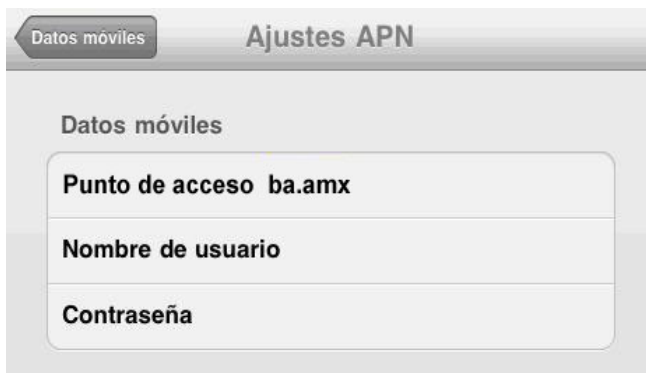 Datos móviles
Ajustes APN
Datos móviles
Punto de acceso ba.amx
Nombre de usuario
Contraseña